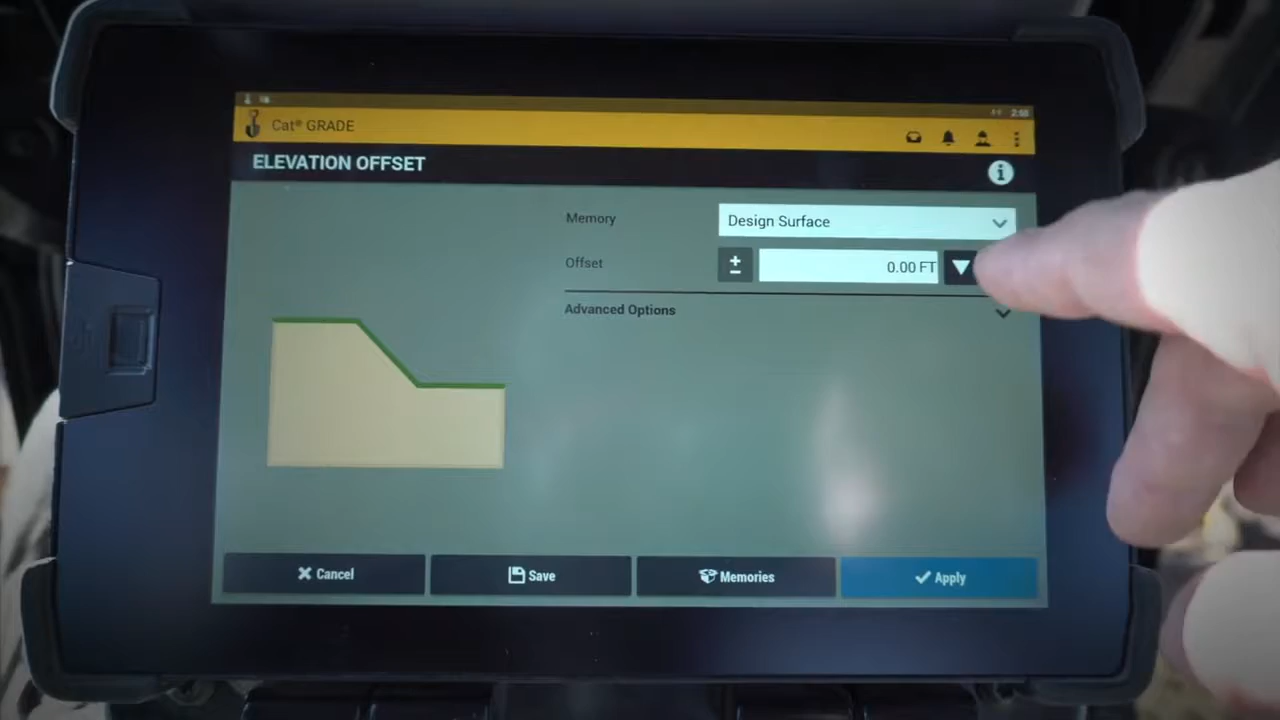 Cat® GRADE
ELEVATION OFFSET
Memory
Design Surface
Offset
0.00 FT
Advanced Options
Cancel
Save
Memories
Apply